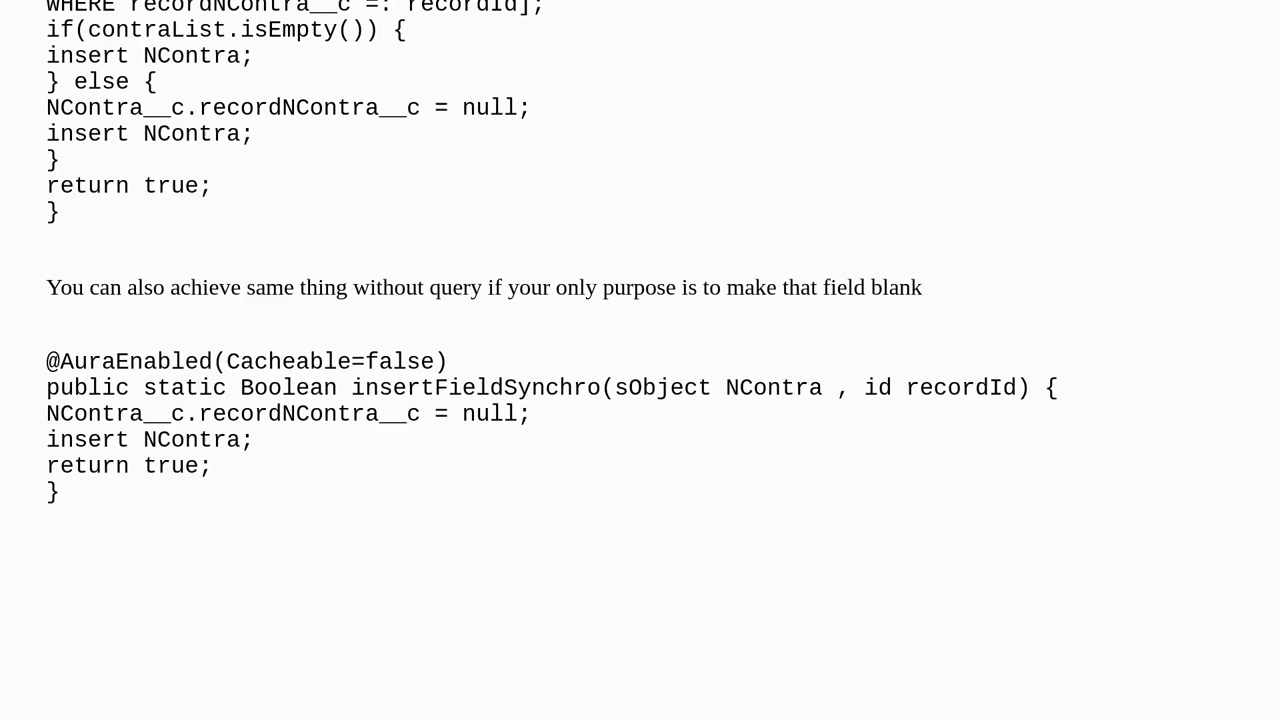 WHERE recordNContra__c =: recordId];
if(contraList.isEmpty()) {
insert NContra;
} else {
NContra__c.recordNContra__c = null;
insert NContra;
}
return true;
}
You can also achieve same thing without query if your only purpose is to make that field blank
@AuraEnabled(Cacheable=false)
public static Boolean insertFieldSynchro(sObject NContra , id recordId) {
NContra__c.recordNContra__c = null;
insert NContra;
return true;
}